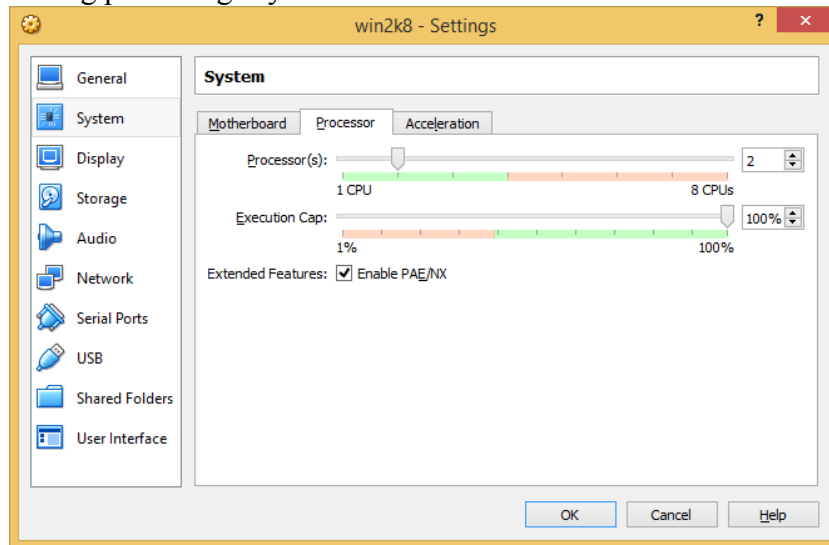 win2k8 - Settings
?
×
General
System
Display
Storage
Audio
Network
Serial Ports
USB
Shared Folders
User Interface
System
Motherboard Processor Acceleration
Processor(s): 2
1 CPU 8 CPUs
Execution Cap: 100%
1% 100%
Extended Features: Enable PAE/NX
OK Cancel Help